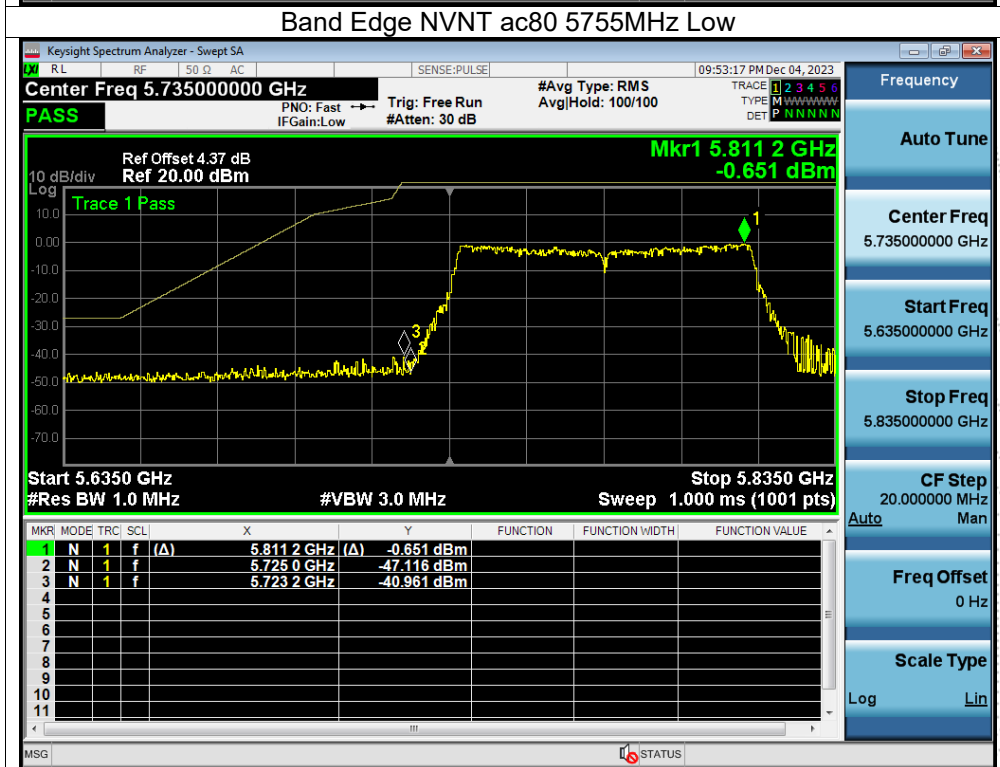 Band Edge NVNT ac80 5755MHz Low
Keysight Spectrum Analyzer - Swept SA
LXI RL RF 50 Ω AC SENSE:PULSE 09:53:17 PM Dec 04, 2023
Center Freq 5.735000000 GHz #Avg Type: RMS TRACE 1 2 3 4 5 6
PASS PNO: Fast Trig: Free Run Avg|Hold: 100/100 TYPE M WWWWW
IFGain:Low #Atten: 30 dB DET P N N N N N
Ref Offset 4.37 dB Mkr1 5.811 2 GHz
10 dB/div Ref 20.00 dBm -0.651 dBm
Log
Trace 1 Pass
10.0
1
0.00
-10.0
-20.0
-30.0
3
2
-40.0
-50.0
-60.0
-70.0
Start 5.6350 GHz Stop 5.8350 GHz
#Res BW 1.0 MHz #VBW 3.0 MHz Sweep 1.000 ms (1001 pts)
MKR MODE TRC SCL X Y FUNCTION FUNCTION WIDTH FUNCTION VALUE
1 N 1 f (Δ) 5.811 2 GHz (Δ) -0.651 dBm
2 N 1 f 5.725 0 GHz -47.116 dBm
3 N 1 f 5.723 2 GHz -40.961 dBm
4
5
6
7
8
9
10
11
MSG STATUS
Frequency
Auto Tune
Center Freq
5.735000000 GHz
Start Freq
5.635000000 GHz
Stop Freq
5.835000000 GHz
CF Step
20.000000 MHz
Auto Man
Freq Offset
0 Hz
Scale Type
Log Lin